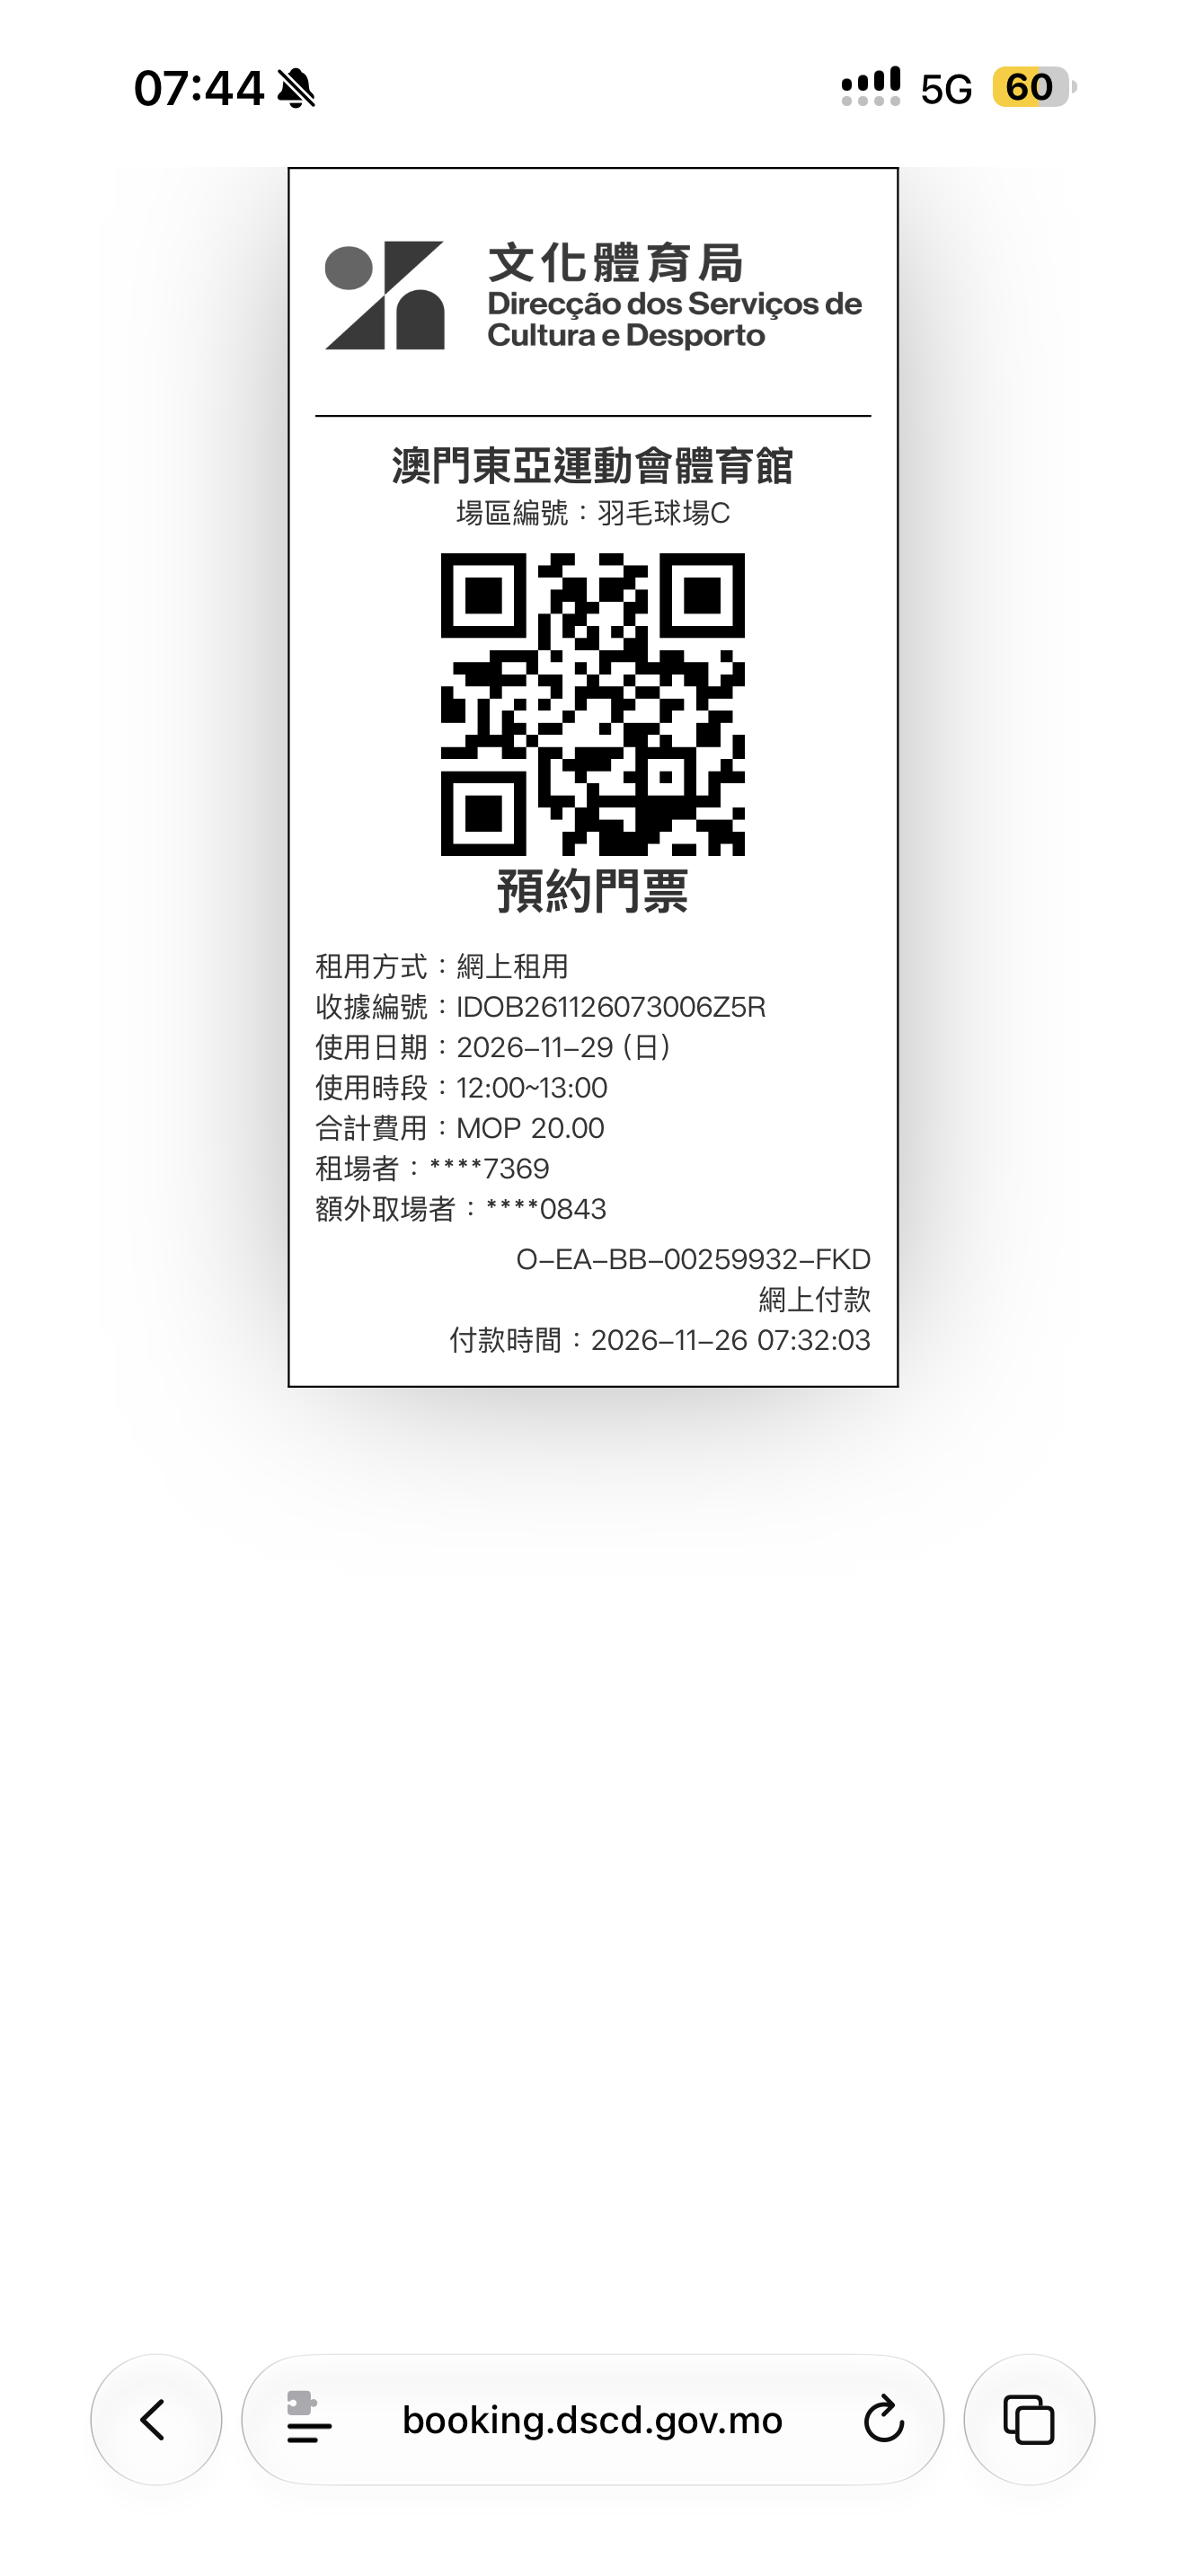 07:44
5G
60
文化體育局
Direcção dos Serviços de
Cultura e Desporto
澳門東亞運動會體育館
場區編號：羽毛球場C
預約門票
租用方式：網上租用
收據編號：IDOB261126073006Z5R
使用日期：2026-11-29 (日)
使用時段：12:00~13:00
合計費用：MOP 20.00
租場者：****7369
額外取場者：****0843
O-EA-BB-00259932-FKD
網上付款
付款時間：2026-11-26 07:32:03
booking.dscd.gov.mo